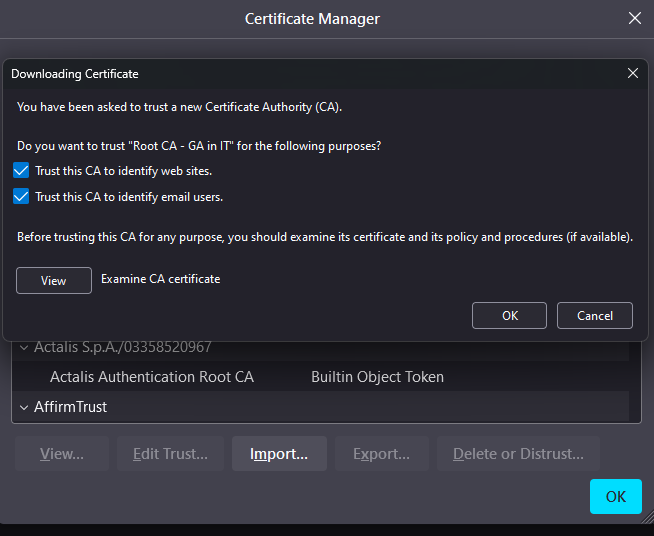 Certificate Manager
Downloading Certificate
You have been asked to trust a new Certificate Authority (CA).
Do you want to trust "Root CA - GA in IT" for the following purposes?
Trust this CA to identify web sites.
Trust this CA to identify email users.
Before trusting this CA for any purpose, you should examine its certificate and its policy and procedures (if available).
View Examine CA certificate
OK Cancel
Actalis S.p.A./03358520967
Actalis Authentication Root CA Builtin Object Token
AffirmTrust
View... Edit Trust... Import... Export... Delete or Distrust...
OK